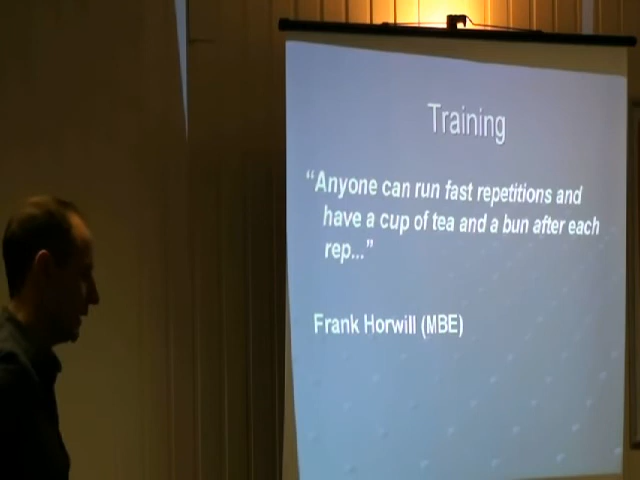 Training
“Anyone can run fast repetitions and
have a cup of tea and a bun after each
rep...”
Frank Horwill (MBE)